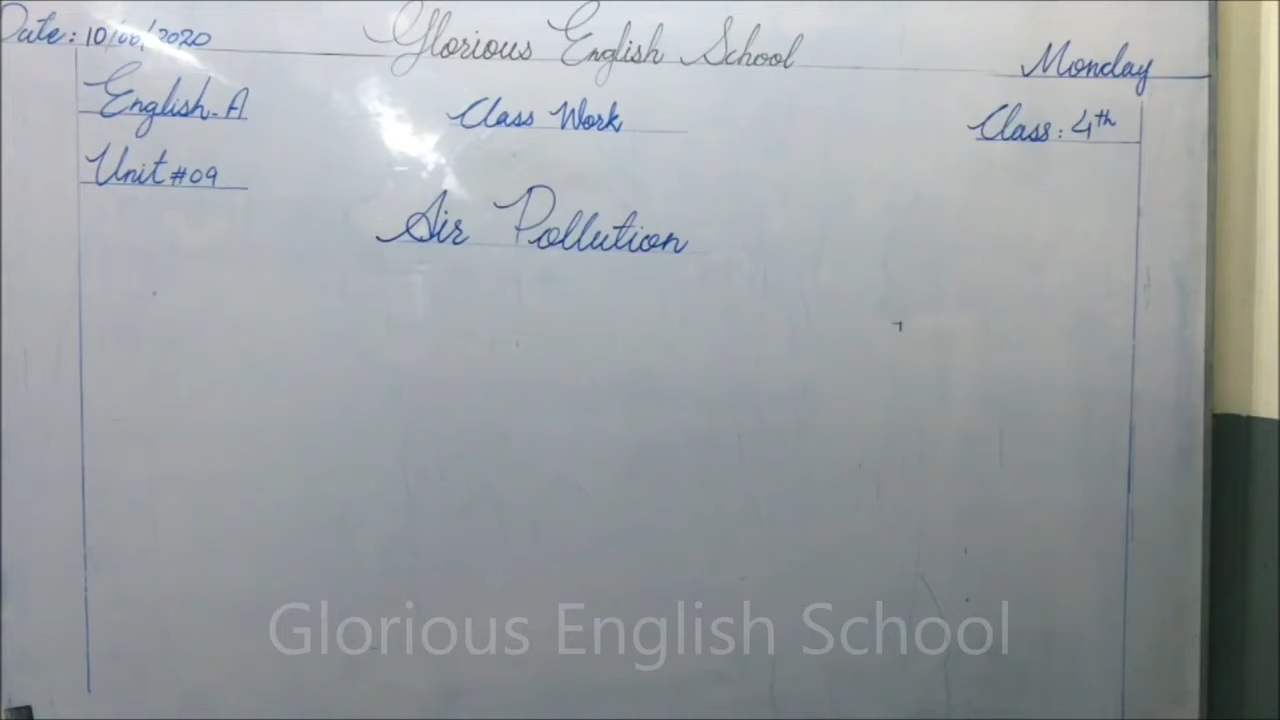 Date: 10/08/2020 Glorious English School Monday
English-A Class Work Class: 4th
Unit #09
Air Pollution
Glorious English School